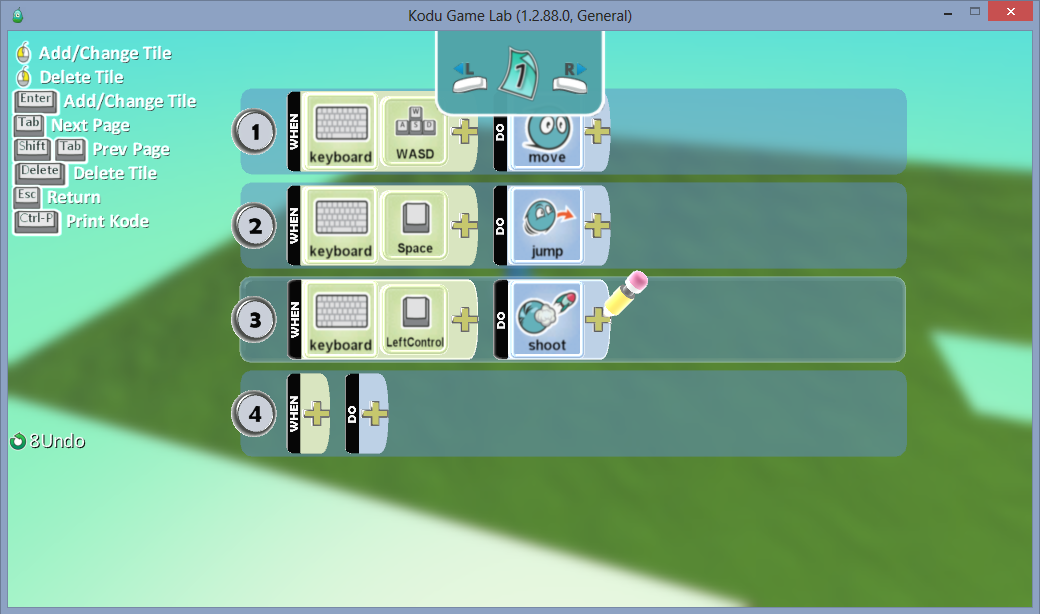 Kodu Game Lab (1.2.88.0, General)
Add/Change Tile
Delete Tile
Enter Add/Change Tile
Tab Next Page
Shift Tab Prev Page
Delete Delete Tile
Esc Return
Ctrl-P Print Kode
L 1 R
1 WHEN keyboard W A S D WASD + DO move +
2 WHEN keyboard Space + DO jump +
3 WHEN keyboard LeftControl + DO shoot +
4 WHEN + DO +
8Undo